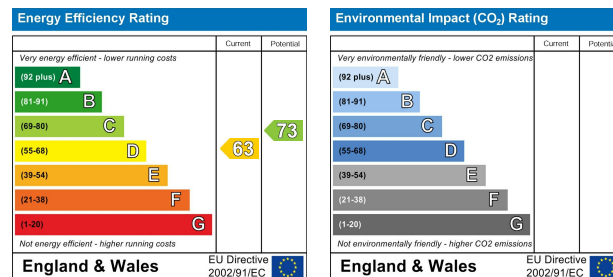 Energy Efficiency Rating
Current Potential
Very energy efficient - lower running costs
(92 plus) A
(81-91) B
(69-80) C
(55-68) D
(39-54) E
(21-38) F
(1-20) G
63
73
Not energy efficient - higher running costs
England & Wales
EU Directive
2002/91/EC
Environmental Impact (CO2) Rating
Current Potential
Very environmentally friendly - lower CO2 emissions
(92 plus) A
(81-91) B
(69-80) C
(55-68) D
(39-54) E
(21-38) F
(1-20) G
Not environmentally friendly - higher CO2 emissions
England & Wales
EU Directive
2002/91/EC